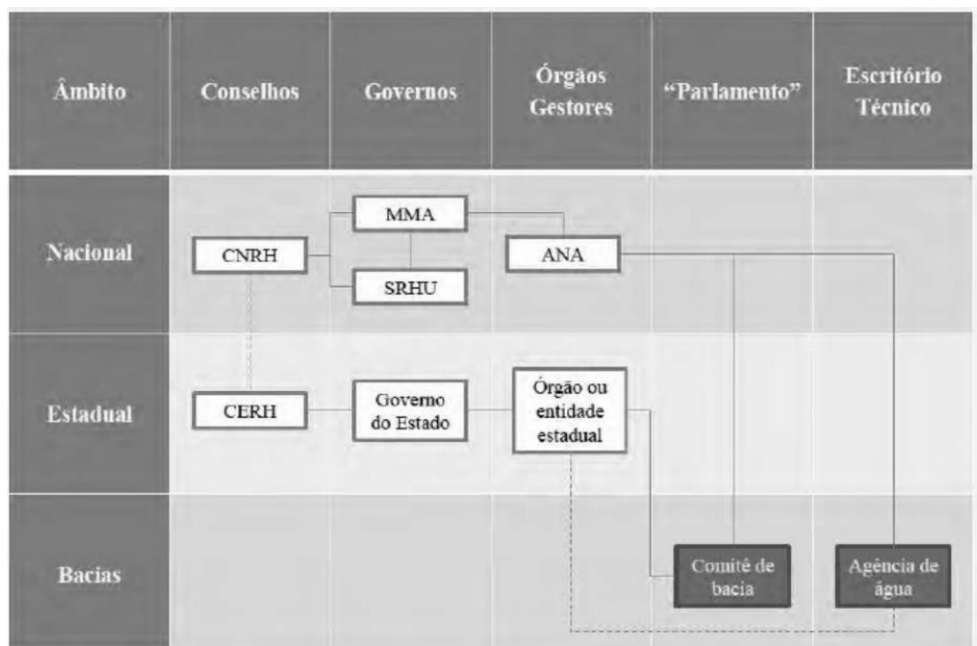 Âmbito
Conselhos
Governos
Órgãos
Gestores
“Parlamento”
Escritório
Técnico
Nacional
CNRH
MMA
SRHU
ANA
Estadual
CERH
Governo
do Estado
Órgão ou
entidade
estadual
Bacias
Comitê de
bacia
Agência de
água